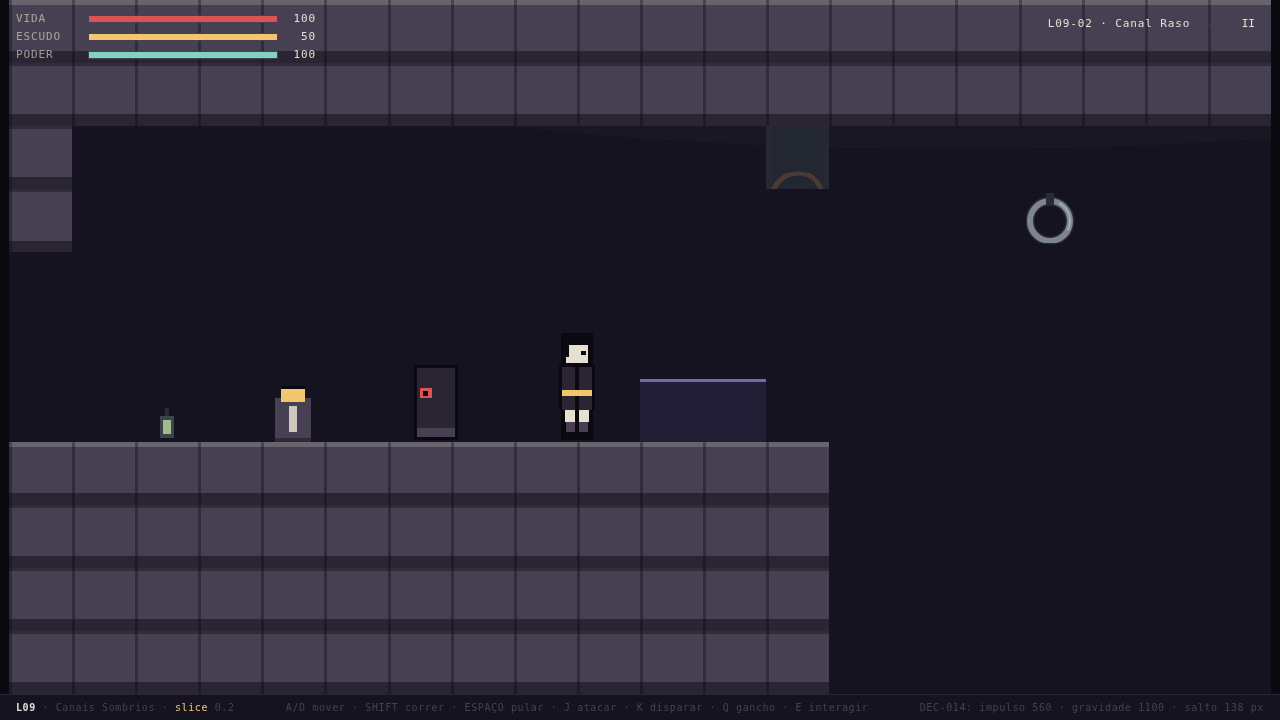 VIDA 100
ESCUDO 50
PODER 100
L09-02 · Canal Raso II
L09 · Canais Sombrios · slice 0.2
A/D mover · SHIFT correr · ESPAÇO pular · J atacar · K disparar · Q gancho · E interagir
DEC-014: impulso 560 · gravidade 1100 · salto 138 px